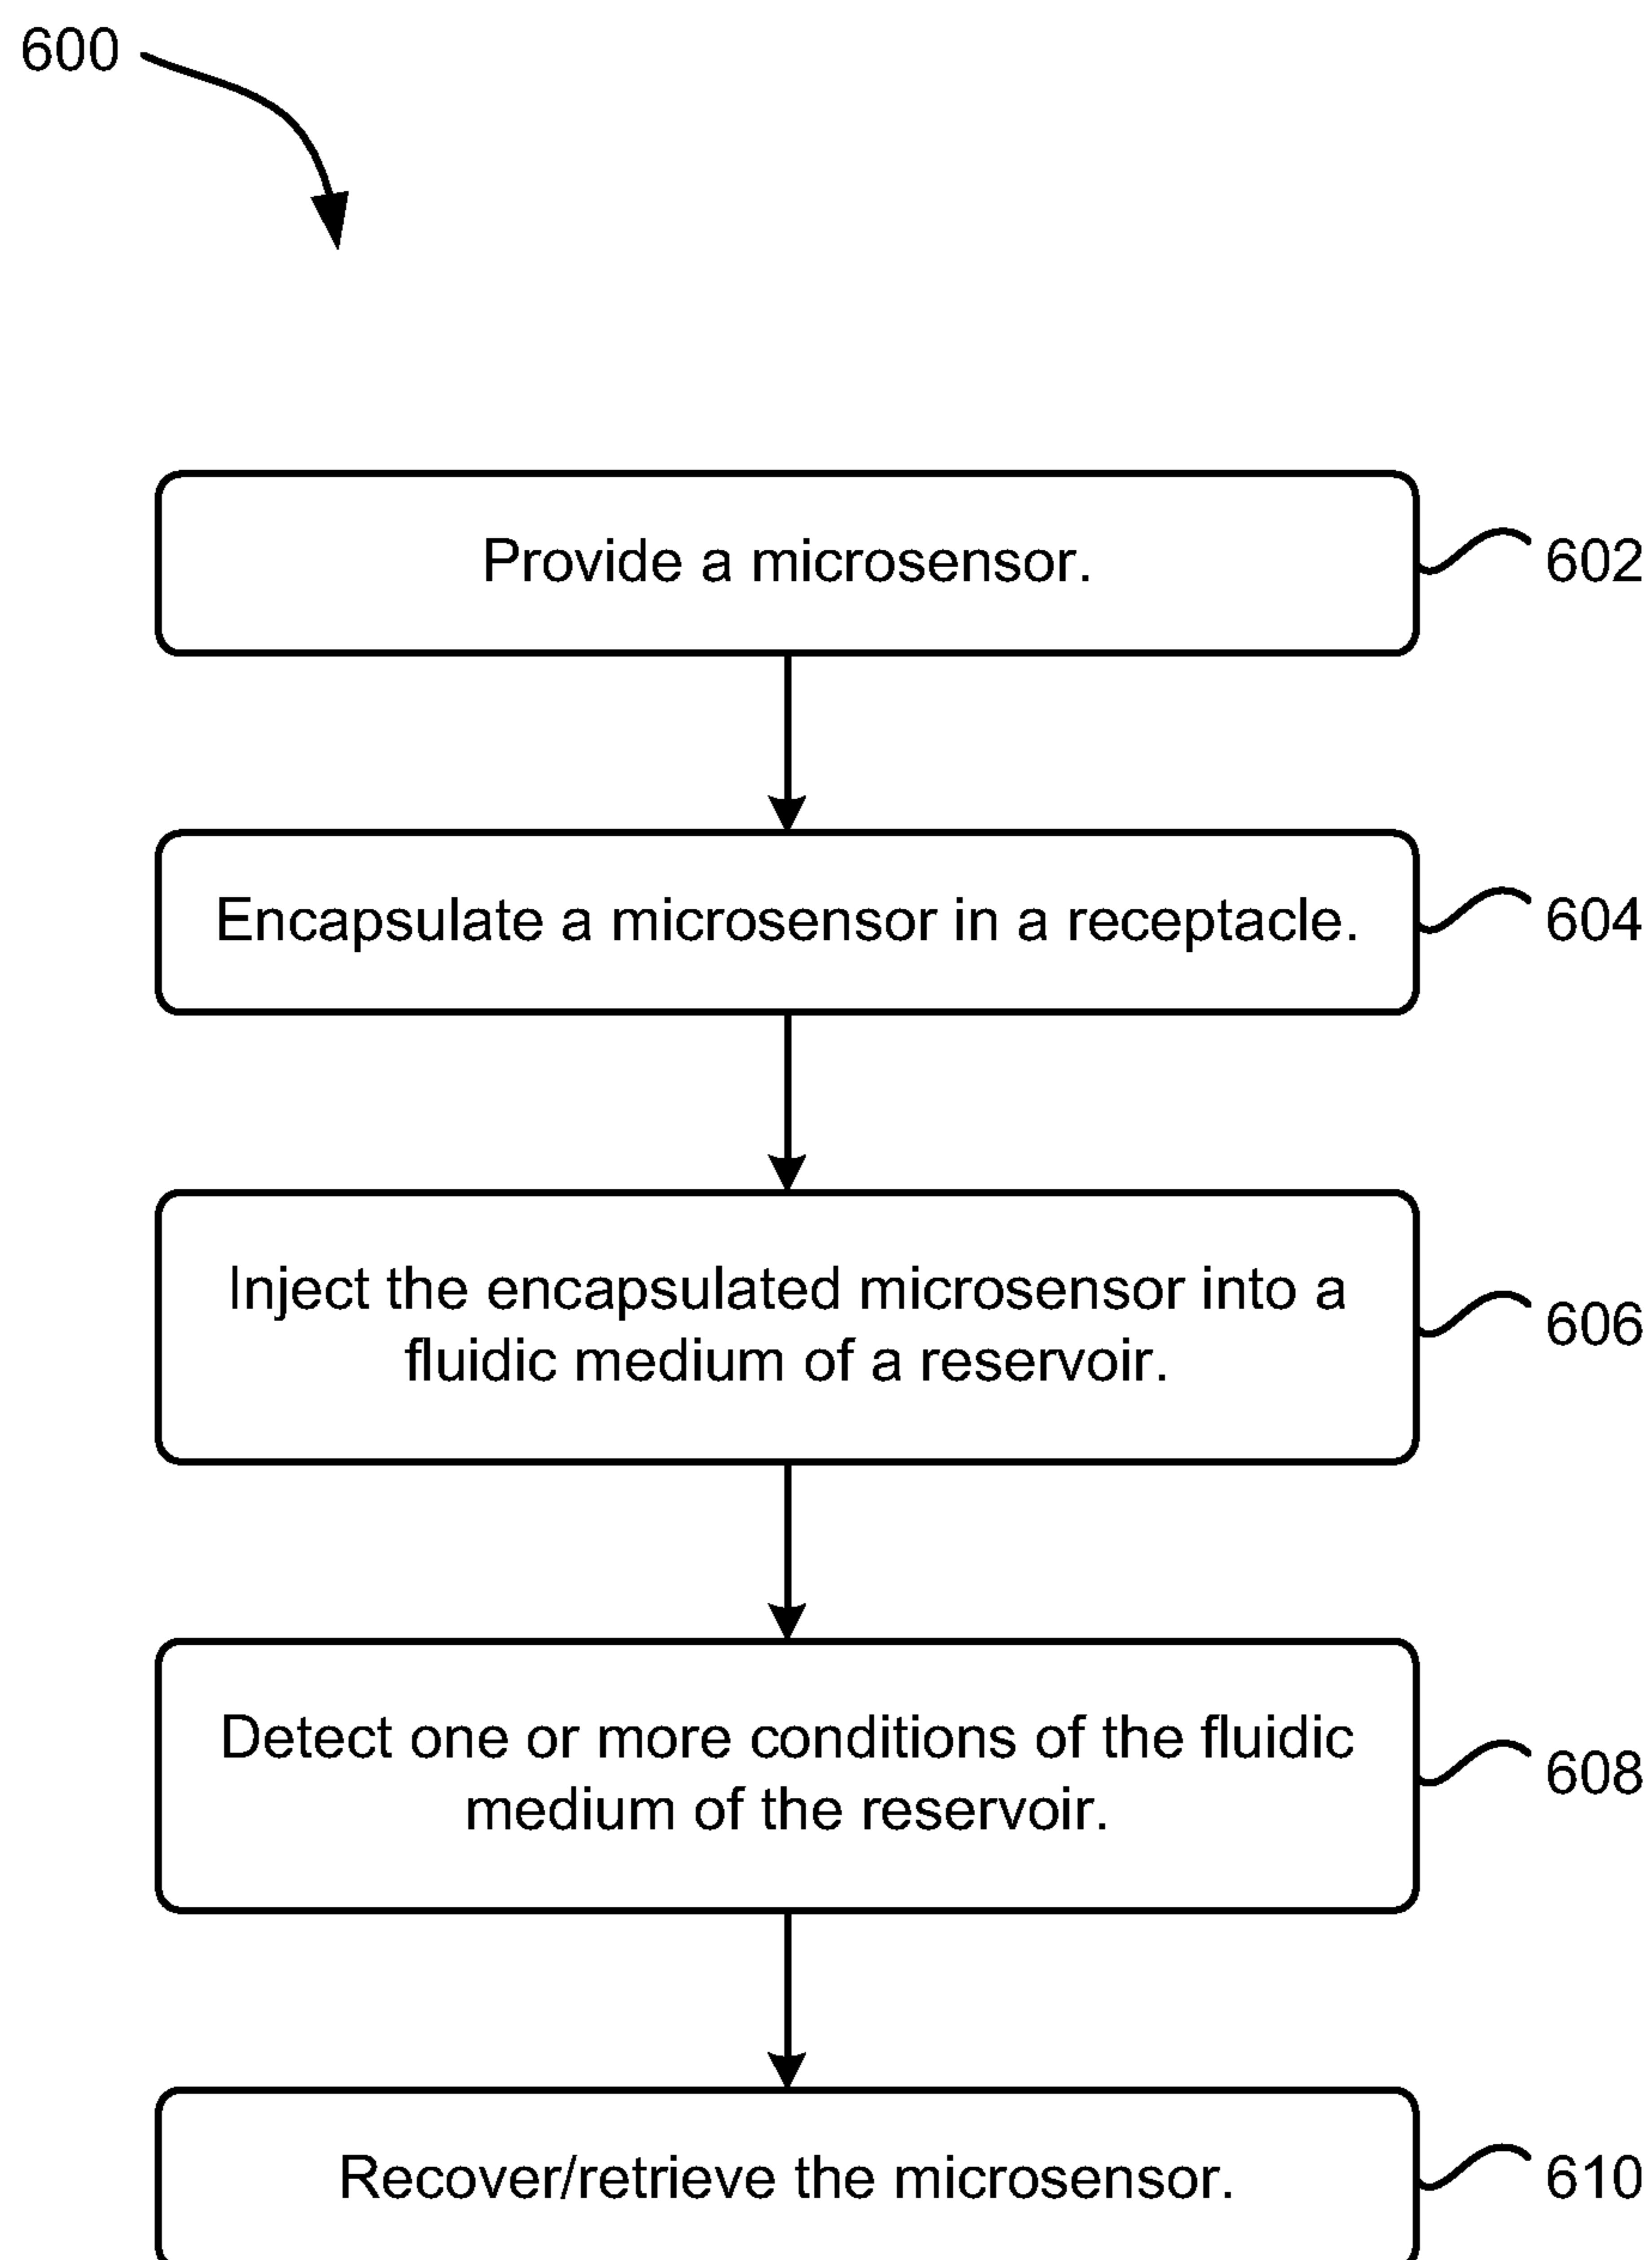 600
Provide a microsensor.
602
Encapsulate a microsensor in a receptacle.
604
Inject the encapsulated microsensor into a
fluidic medium of a reservoir.
606
Detect one or more conditions of the fluidic
medium of the reservoir.
608
Recover/retrieve the microsensor.
610